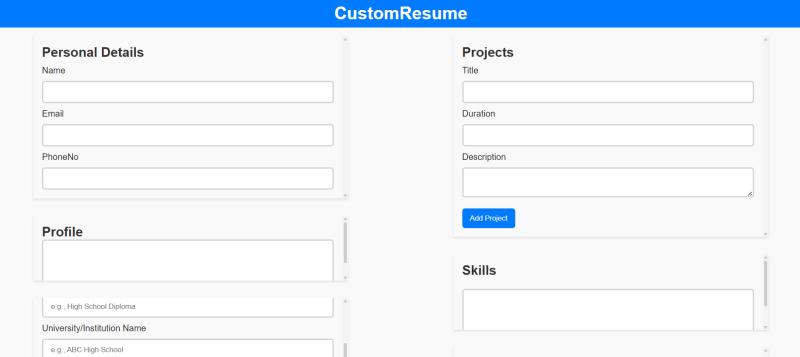 CustomResume
Personal Details
Name
Email
PhoneNo
Profile
e.g., High School Diploma
University/Institution Name
e.g., ABC High School
Projects
Title
Duration
Description
Add Project
Skills